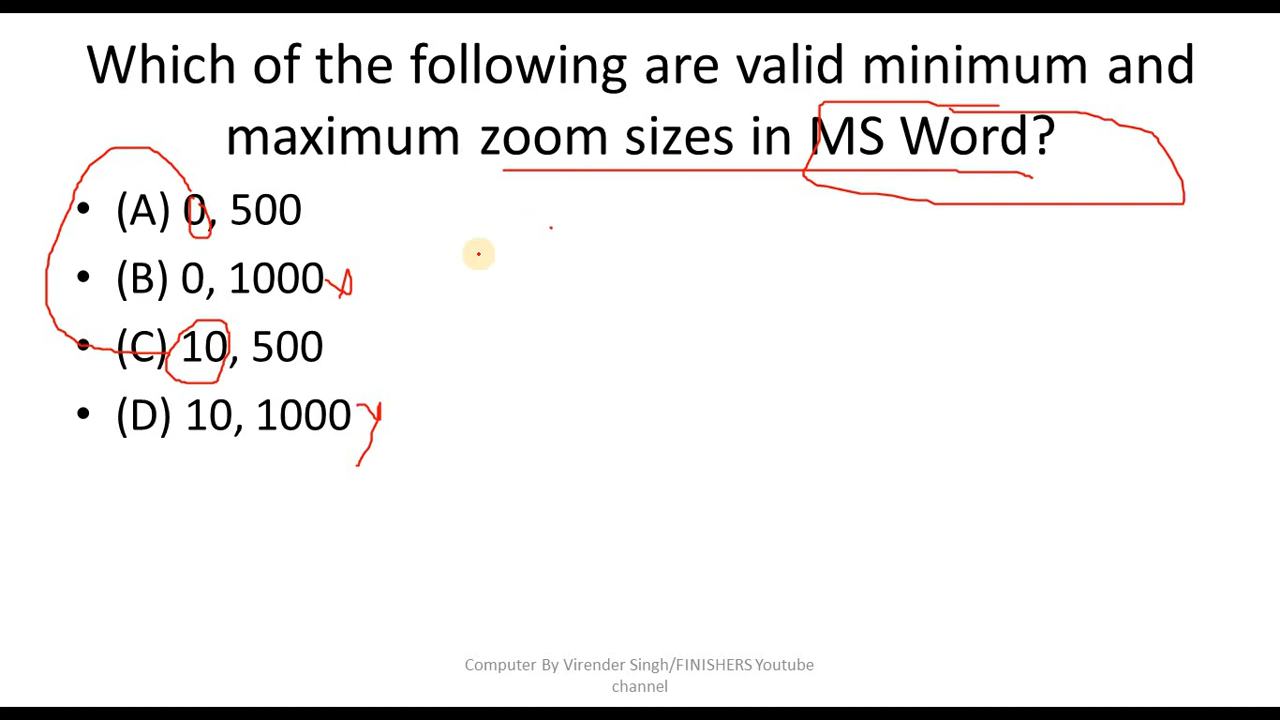 Which of the following are valid minimum and
maximum zoom sizes in MS Word?
• (A) 0, 500
• (B) 0, 1000
• (C) 10, 500
• (D) 10, 1000
Computer By Virender Singh/FINISHERS Youtube
channel